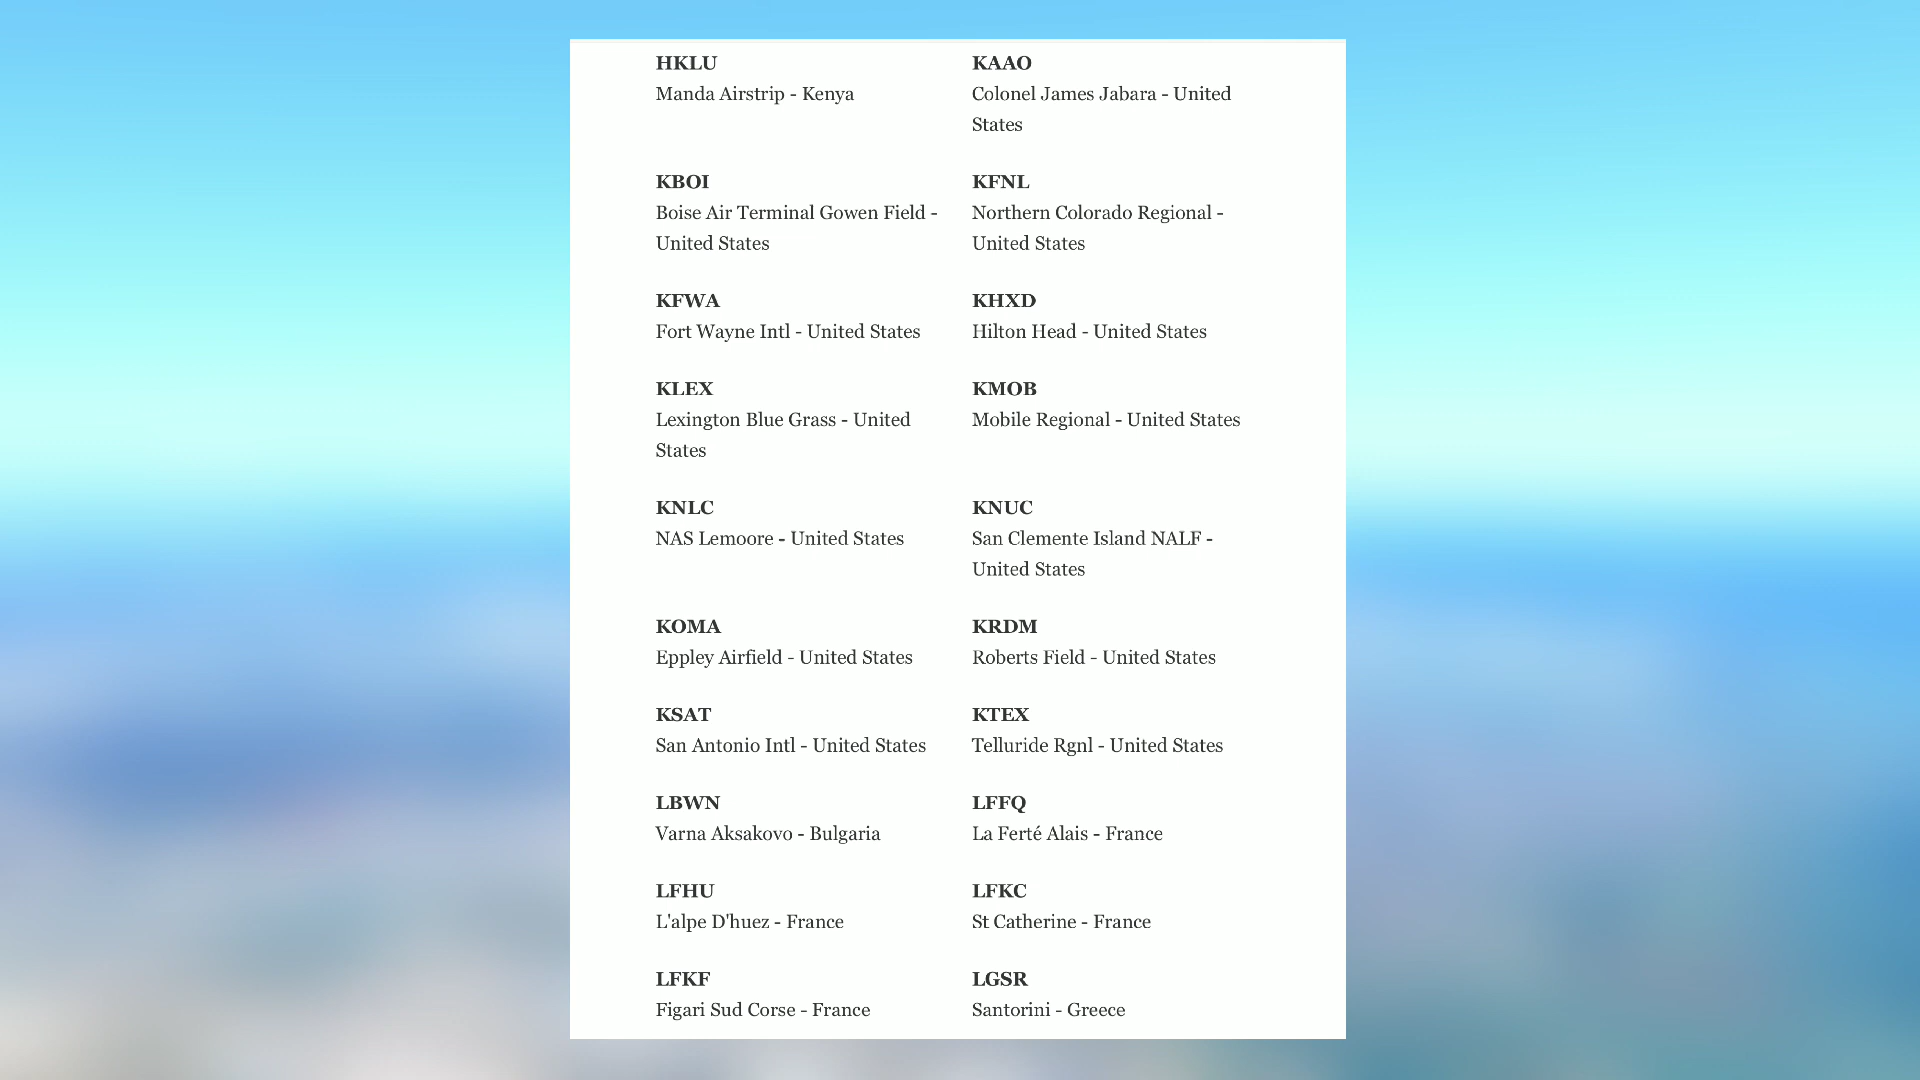 HKLU
Manda Airstrip - Kenya
KAAO
Colonel James Jabara - United
States
KBOI
Boise Air Terminal Gowen Field -
United States
KFNL
Northern Colorado Regional -
United States
KFWA
Fort Wayne Intl - United States
KHXD
Hilton Head - United States
KLEX
Lexington Blue Grass - United
States
KMOB
Mobile Regional - United States
KNLC
NAS Lemoore - United States
KNUC
San Clemente Island NALF -
United States
KOMA
Eppley Airfield - United States
KRDM
Roberts Field - United States
KSAT
San Antonio Intl - United States
KTEX
Telluride Rgnl - United States
LBWN
Varna Aksakovo - Bulgaria
LFFQ
La Ferté Alais - France
LFHU
L'alpe D'huez - France
LFKC
St Catherine - France
LFKF
Figari Sud Corse - France
LGSR
Santorini - Greece